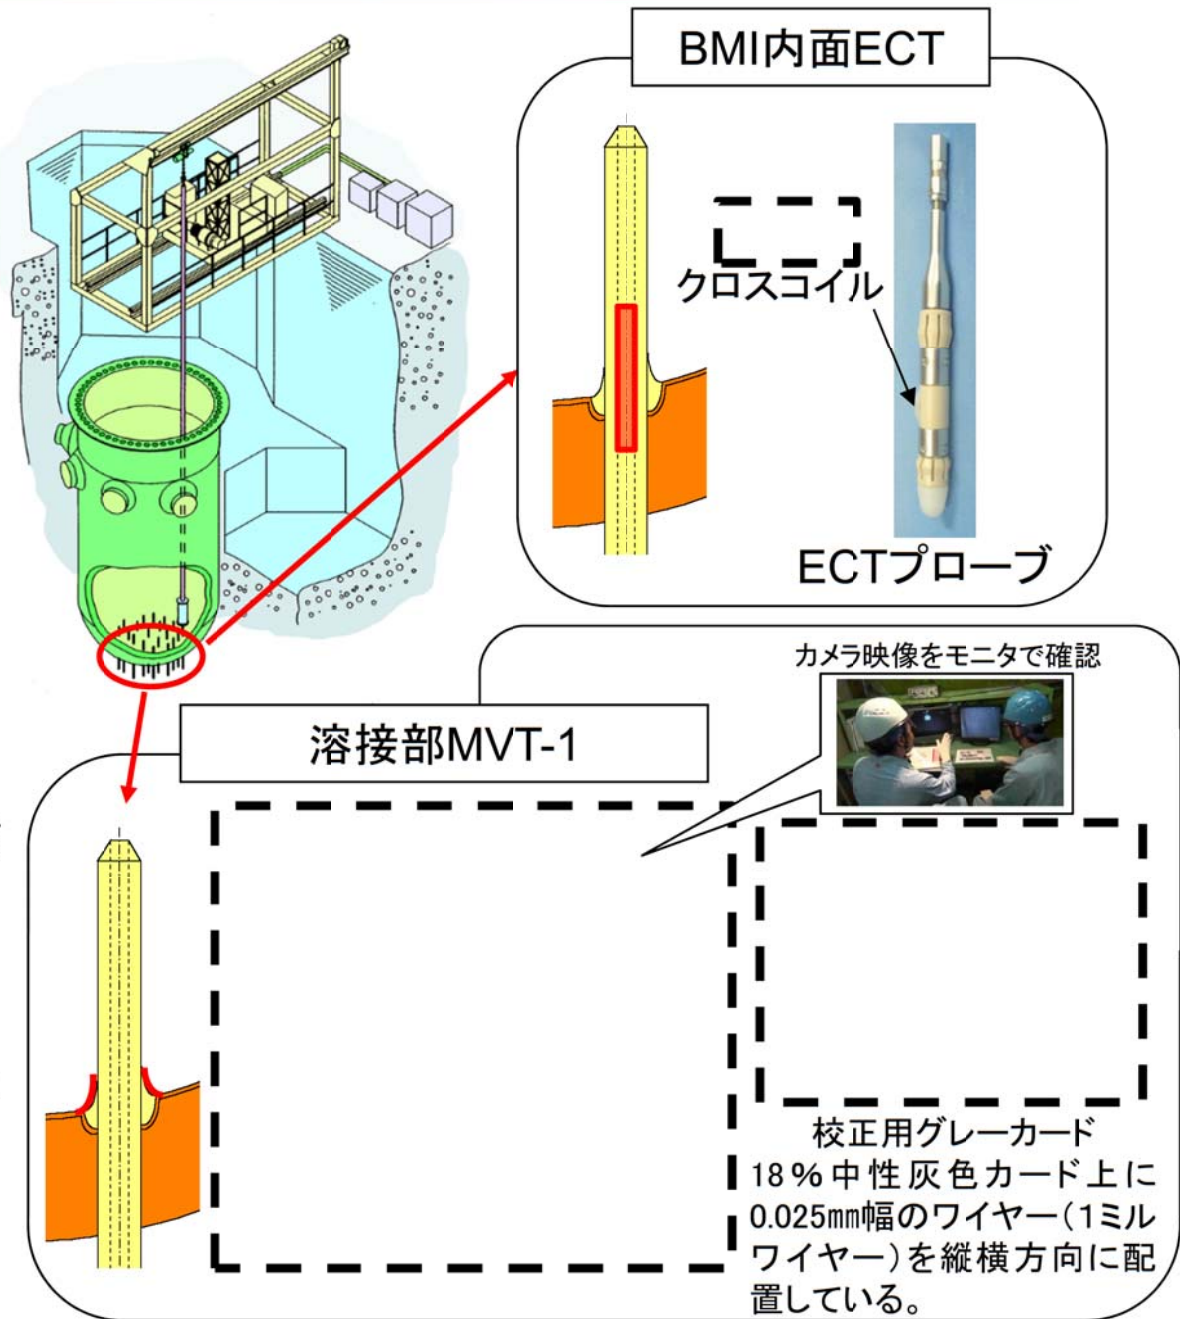 BMI内面ECT
クロスコイル
ECTプローブ
カメラ映像をモニタで確認
溶接部MVT-1
校正用グレーカード
18%中性灰色カード上に
0.025㎜幅のワイヤー(1ミル
ワイヤー)を縦横方向に配
置している。